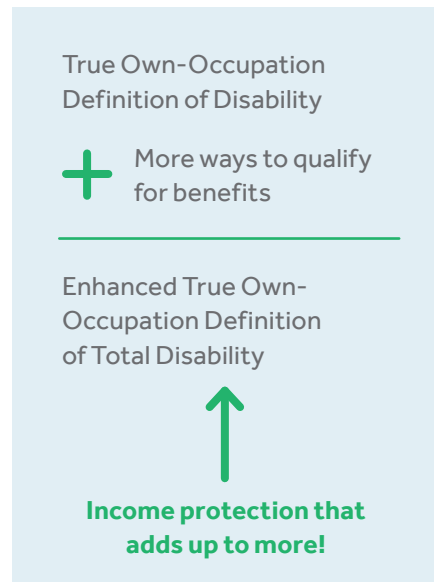 True Own-Occupation
Definition of Disability
More ways to qualify
for benefits
Enhanced True Own-
Occupation Definition
of Total Disability
Income protection that
adds up to more!